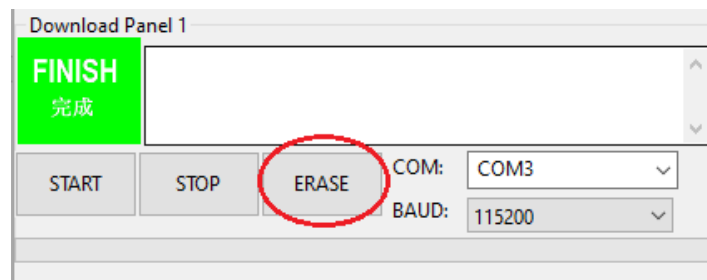 Download Panel 1
FINISH
完成
START
STOP
ERASE
COM:
COM3
BAUD:
115200